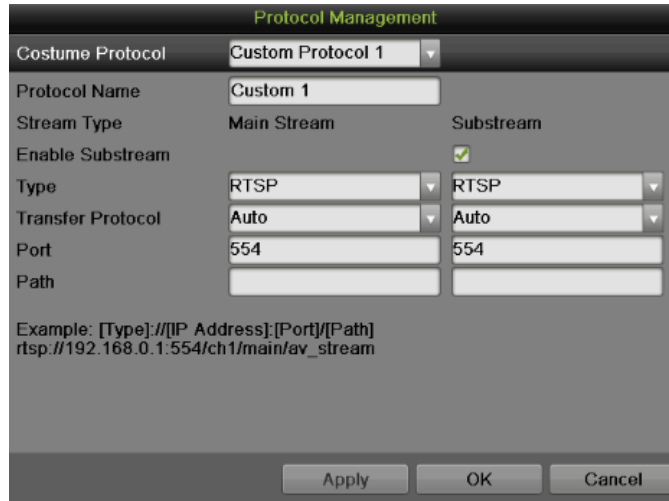 Protocol Management
Costume Protocol Custom Protocol 1
Protocol Name Custom 1
Stream Type Main Stream Substream
Enable Substream
Type RTSP RTSP
Transfer Protocol Auto Auto
Port 554 554
Path
Example: [Type]://[IP Address]:[Port]/[Path]
rtsp://192.168.0.1:554/ch1/main/av_stream
Apply OK Cancel